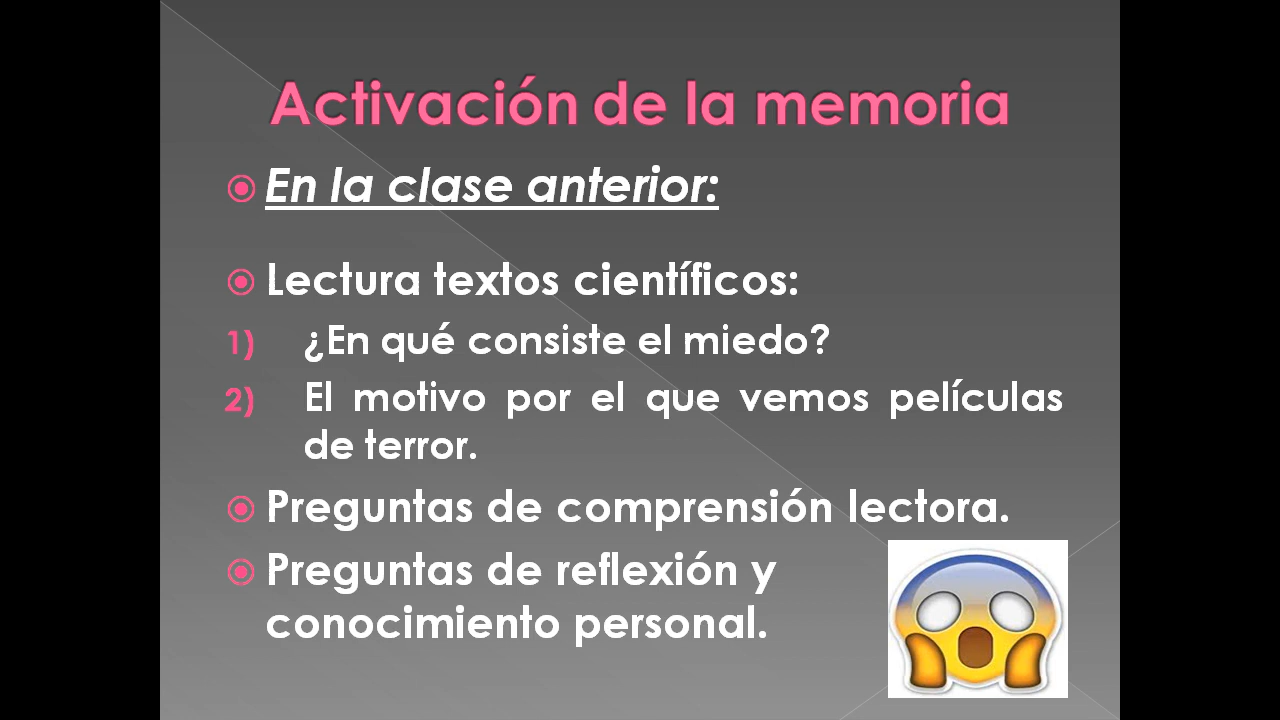 Activación de la memoria
En la clase anterior:
Lectura textos científicos:
1) ¿En qué consiste el miedo?
2) El motivo por el que vemos películas
de terror.
Preguntas de comprensión lectora.
Preguntas de reflexión y
conocimiento personal.